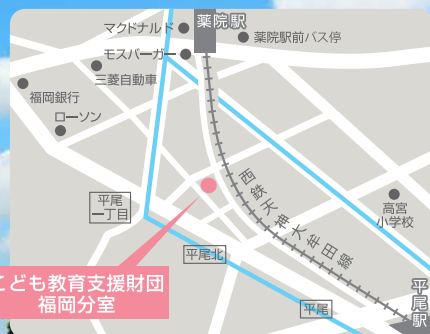 マクドナルド
薬院駅
薬院駅前バス停
モスバーガー
三菱自動車
福岡銀行
ローソン
西鉄天神大牟田線
平尾
一丁目
高宮
小学校
平尾北
こども教育支援財団
福岡分室
平尾
平尾駅